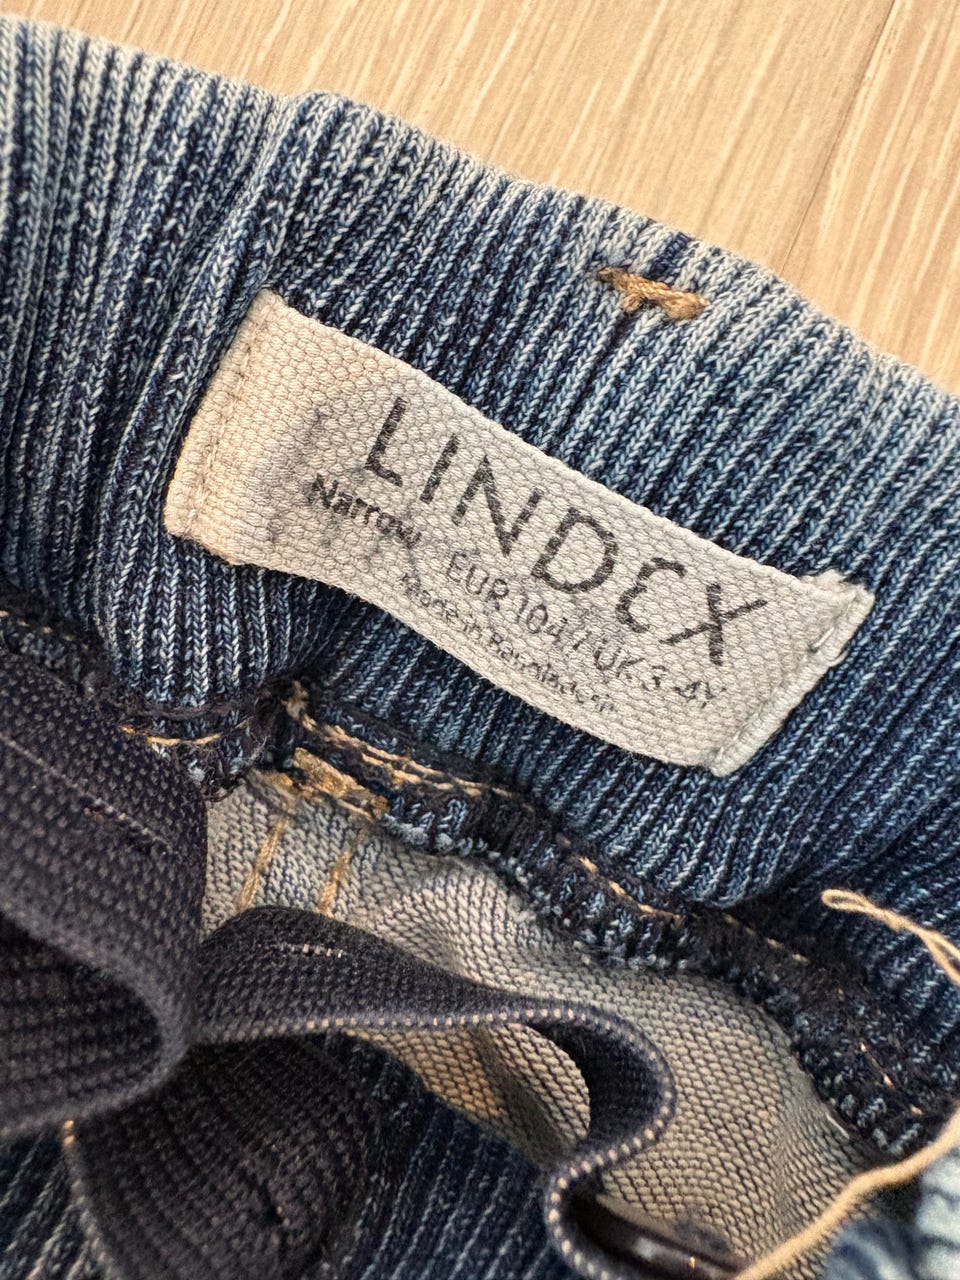 LINDEX
Narrow EUR 104 / UK 3-4Y
Made in Bangladesh